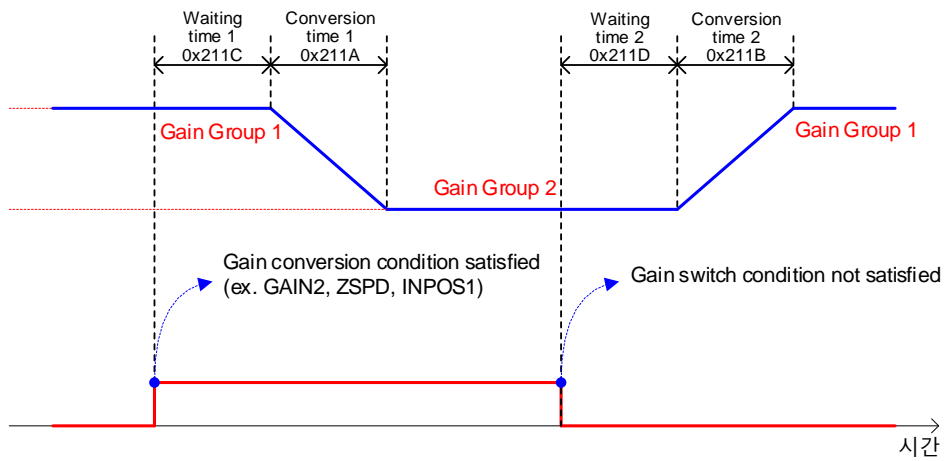 Waiting
time 1
0x211C
Conversion
time 1
0x211A
Waiting
time 2
0x211D
Conversion
time 2
0x211B
Gain Group 1
Gain Group 1
Gain Group 2
Gain conversion condition satisfied
(ex. GAIN2, ZSPD, INPOS1)
Gain switch condition not satisfied
시간